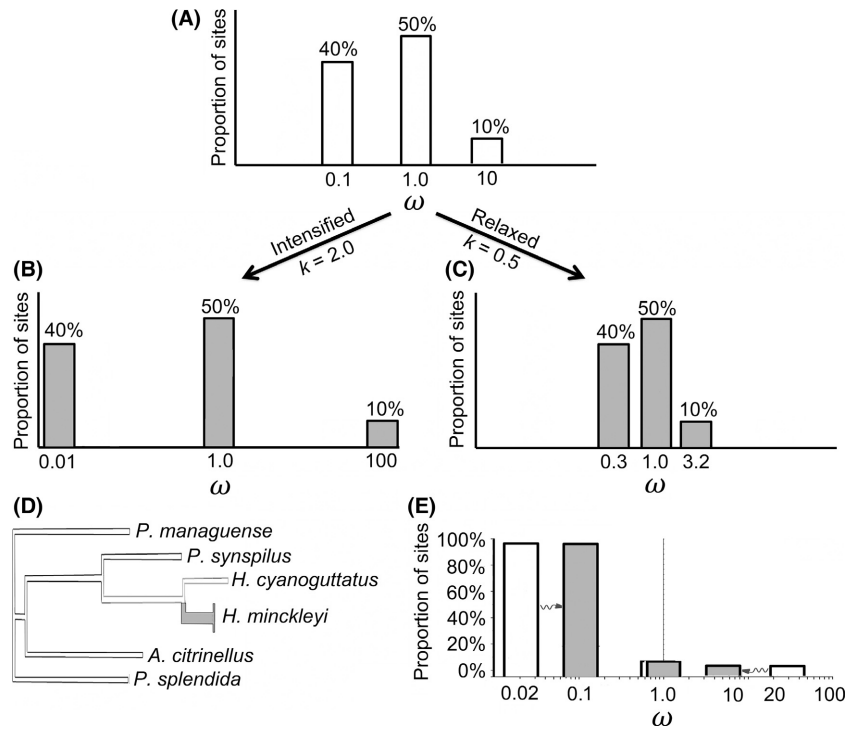 (A)
Proportion of sites
40%
50%
10%
0.1 1.0 10
ω
Intensified
k = 2.0
Relaxed
k = 0.5
(B)
Proportion of sites
40%
50%
10%
0.01 1.0 100
ω
(C)
Proportion of sites
40%
50%
10%
0.3 1.0 3.2
ω
(D)
P. managuense
P. synspilus
H. cyanoguttatus
H. minckleyi
A. citrinellus
P. splendida
(E)
Proportion of sites
100%
80%
60%
40%
20%
0%
0.02 0.1 1.0 10 20 100
ω